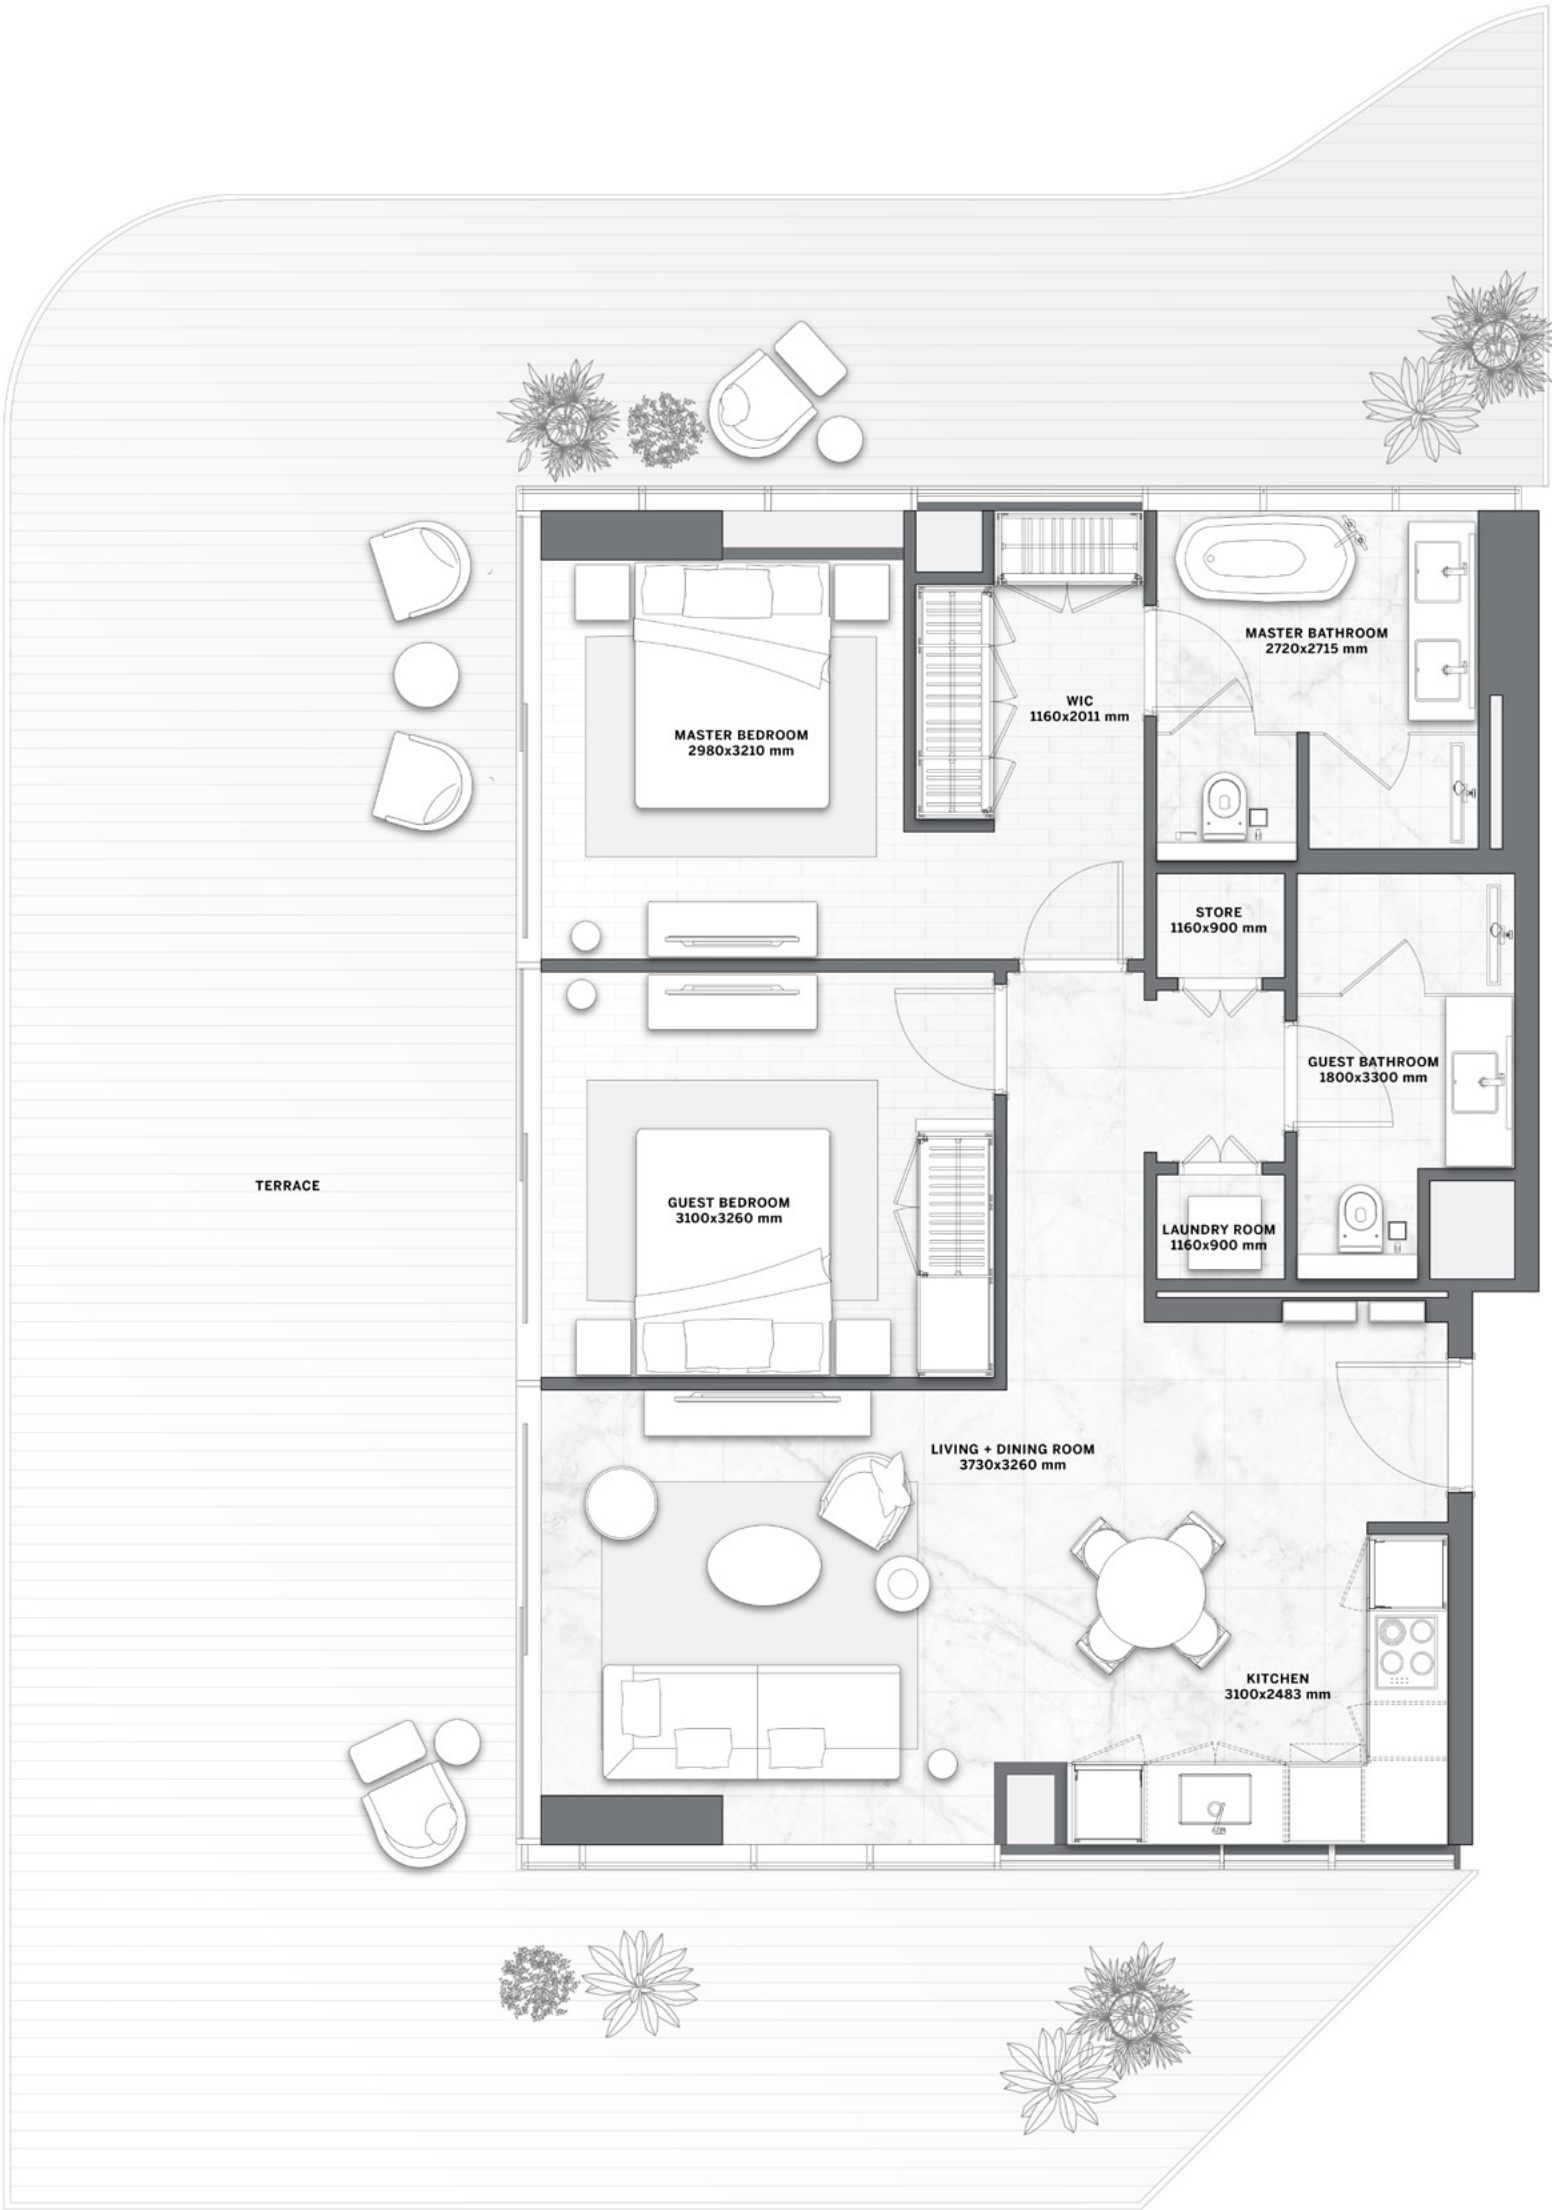 MASTER BATHROOM
2720x2715 mm
WIC
1160x2011 mm
MASTER BEDROOM
2980x3210 mm
STORE
1160x900 mm
GUEST BATHROOM
1800x3300 mm
TERRACE
GUEST BEDROOM
3100x3260 mm
LAUNDRY ROOM
1160x900 mm
LIVING + DINING ROOM
3730x3260 mm
KITCHEN
3100x2483 mm